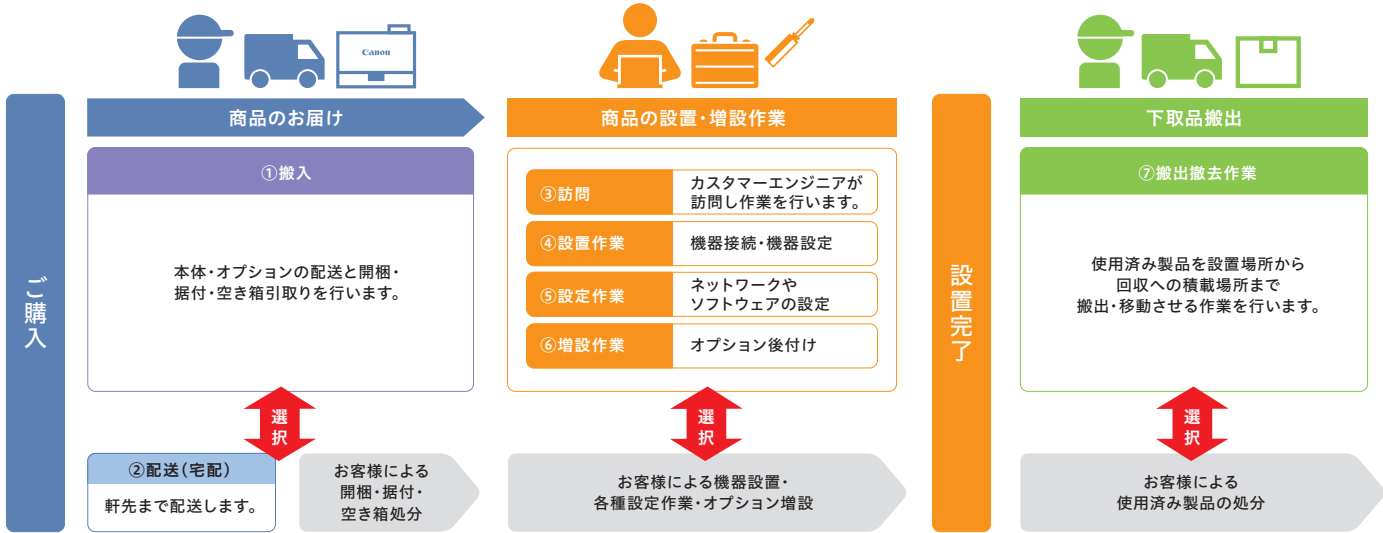 Canon
ご購入
商品のお届け
①搬入
本体・オプションの配送と開梱・
据付・空き箱引取りを行います。
選
択
②配送(宅配)
軒先まで配送します。
お客様による
開梱・据付・
空き箱処分
商品の設置・増設作業
③訪問
カスタマーエンジニアが
訪問し作業を行います。
④設置作業
機器接続・機器設定
⑤設定作業
ネットワークや
ソフトウェアの設定
⑥増設作業
オプション後付け
選
択
お客様による機器設置・
各種設定作業・オプション増設
設置完了
下取品搬出
⑦搬出撤去作業
使用済み製品を設置場所から
回収への積載場所まで
搬出・移動させる作業を行います。
選
択
お客様による
使用済み製品の処分